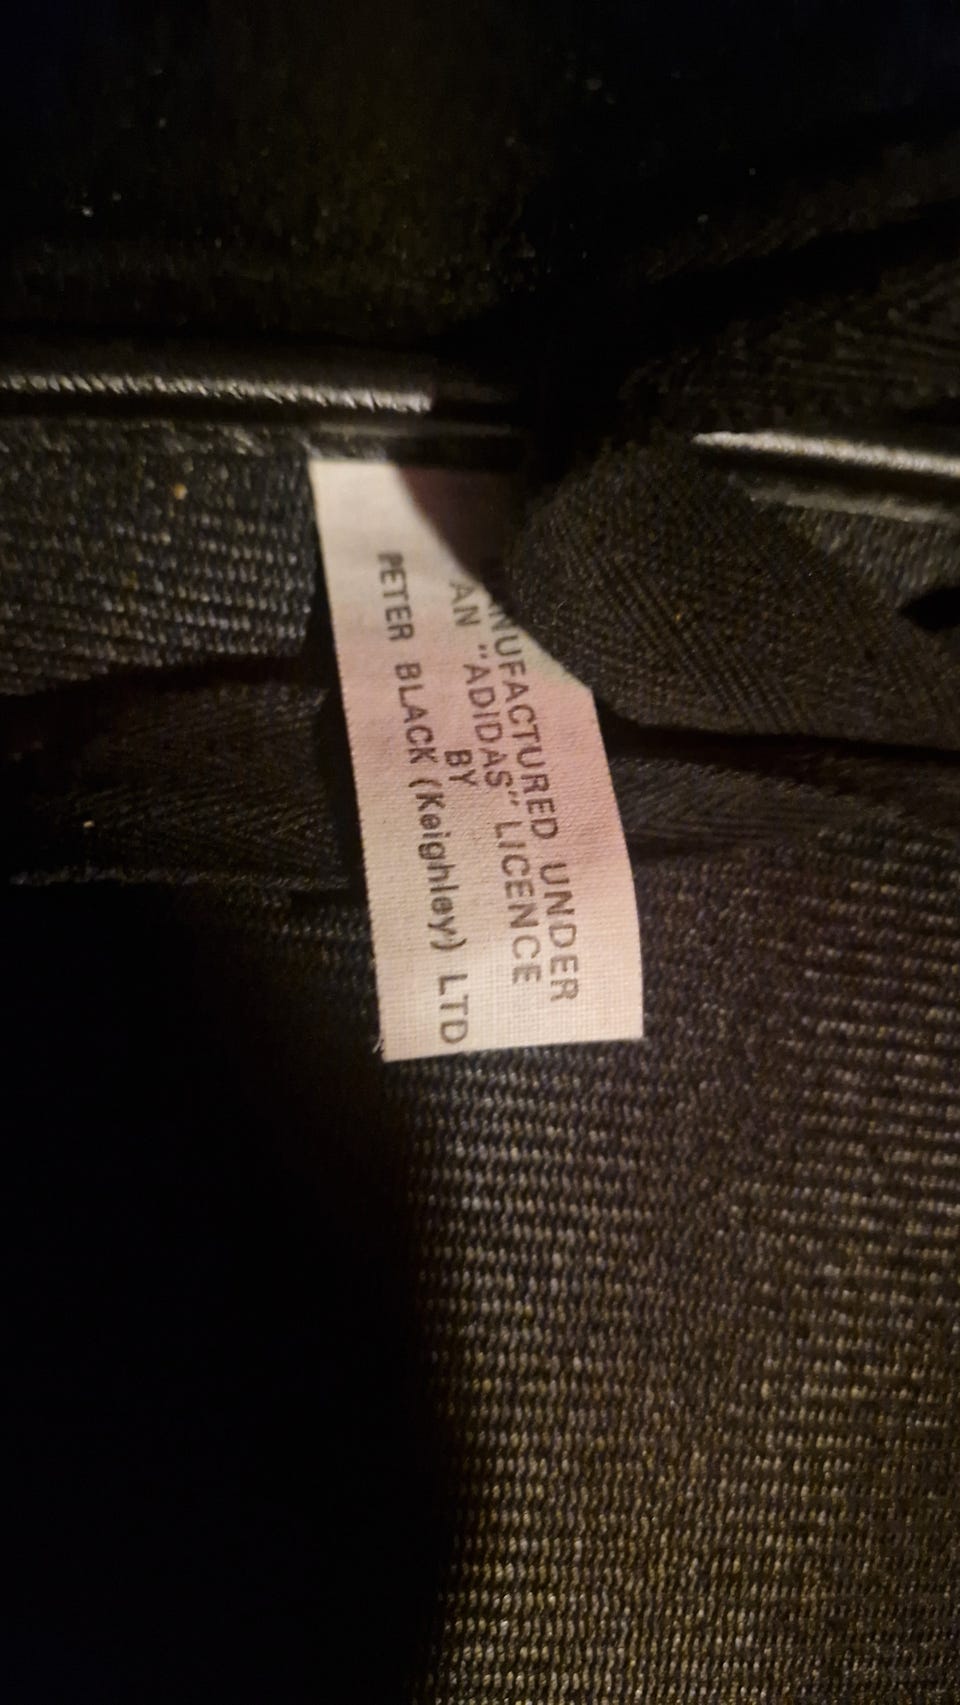 NUFACTURED UNDER
AN "ADIDAS" LICENCE
BY
PETER BLACK (Keighley) LTD